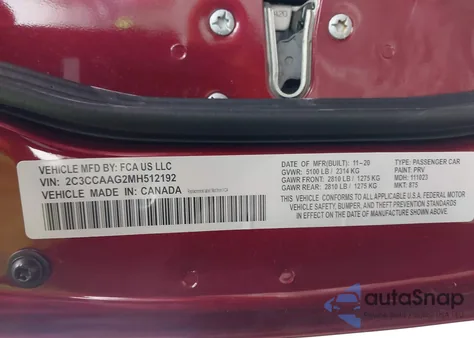 VEHICLE MFD BY: FCA US LLC
VIN: 2C3CCAAG2MH512192
VEHICLE MADE IN: CANADA
DATE OF MFR(BUILT): 11-20
GVWR: 5100 LB / 2314 KG
GAWR FRONT: 2810 LB / 1275 KG
GAWR REAR: 2810 LB / 1275 KG
TYPE: PASSENGER CAR
PAINT: PRV
MDH: 111023
MKT: 875
THIS VEHICLE CONFORMS TO ALL APPLICABLE U.S.A. FEDERAL MOTOR
VEHICLE SAFETY, BUMPER, AND THEFT PREVENTION STANDARDS
IN EFFECT ON THE DATE OF MANUFACTURE SHOWN ABOVE.
autoSnap